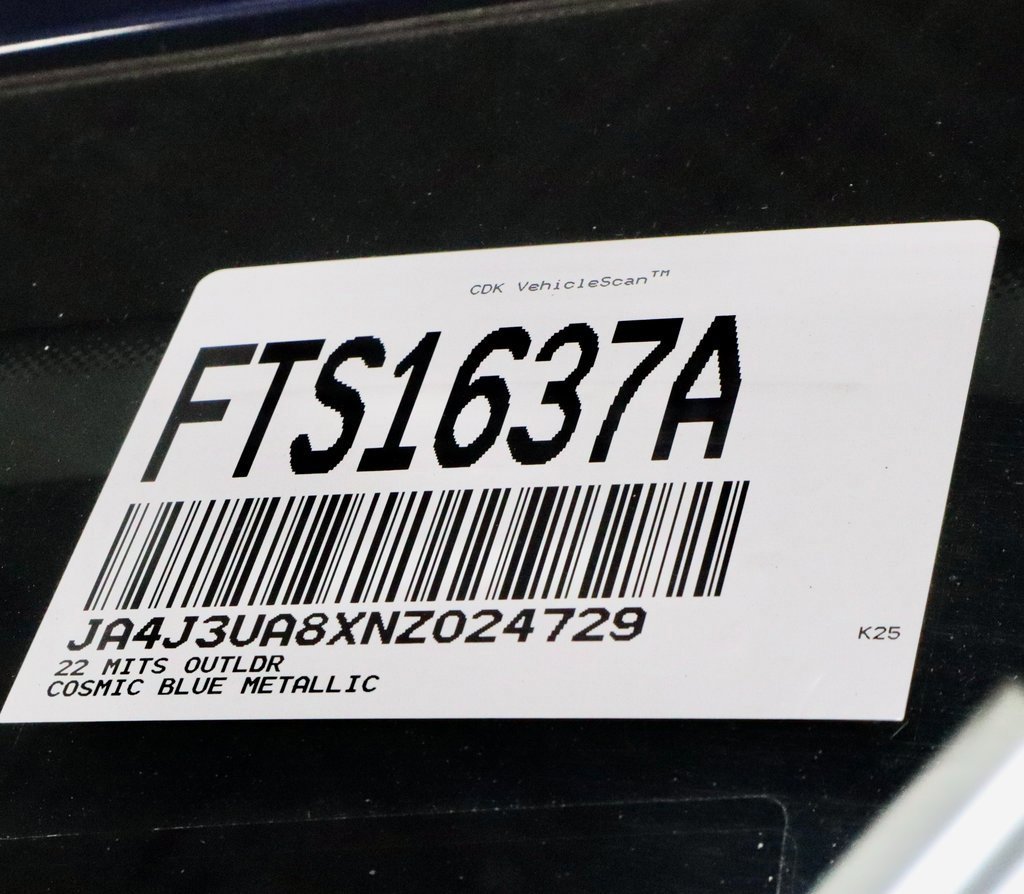 CDK VehicleScan™
FTS1637A
JA4J3UA8XNZ024729
22 MITS OUTLDR
K25
COSMIC BLUE METALLIC